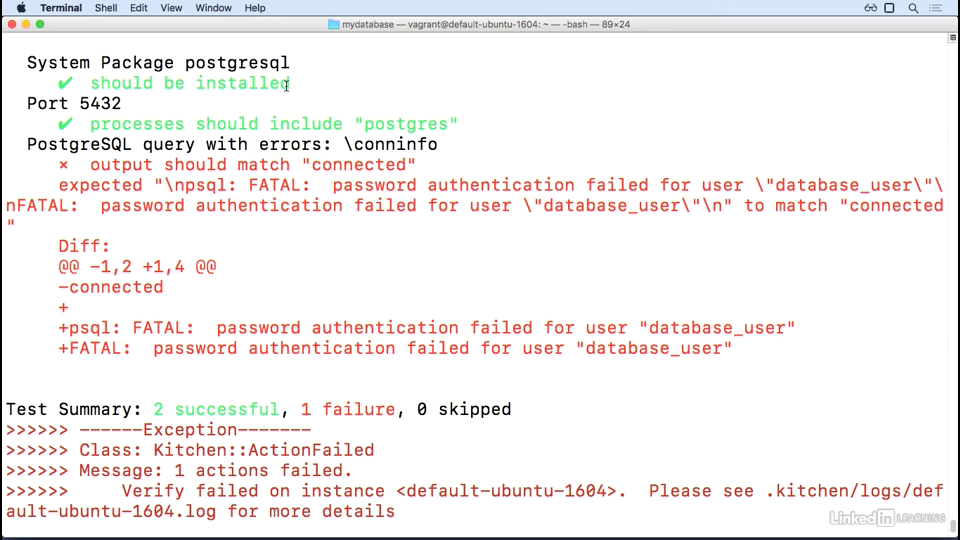 Terminal Shell Edit View Window Help
mydatabase — vagrant@default-ubuntu-1604: ~ — -bash — 89×24
System Package postgresql
✔ should be installed
Port 5432
✔ processes should include "postgres"
PostgreSQL query with errors: \conninfo
× output should match "connected"
expected "\npsql: FATAL:  password authentication failed for user \"database_user\"\
nFATAL:  password authentication failed for user \"database_user\"\n" to match "connected
"
Diff:
@@ -1,2 +1,4 @@
-connected
+
+psql: FATAL:  password authentication failed for user "database_user"
+FATAL:  password authentication failed for user "database_user"
Test Summary: 2 successful, 1 failure, 0 skipped
>>>>>> ------Exception-------
>>>>>> Class: Kitchen::ActionFailed
>>>>>> Message: 1 actions failed.
>>>>>>     Verify failed on instance <default-ubuntu-1604>.  Please see .kitchen/logs/def
ault-ubuntu-1604.log for more details
LinkedIn LEARNING